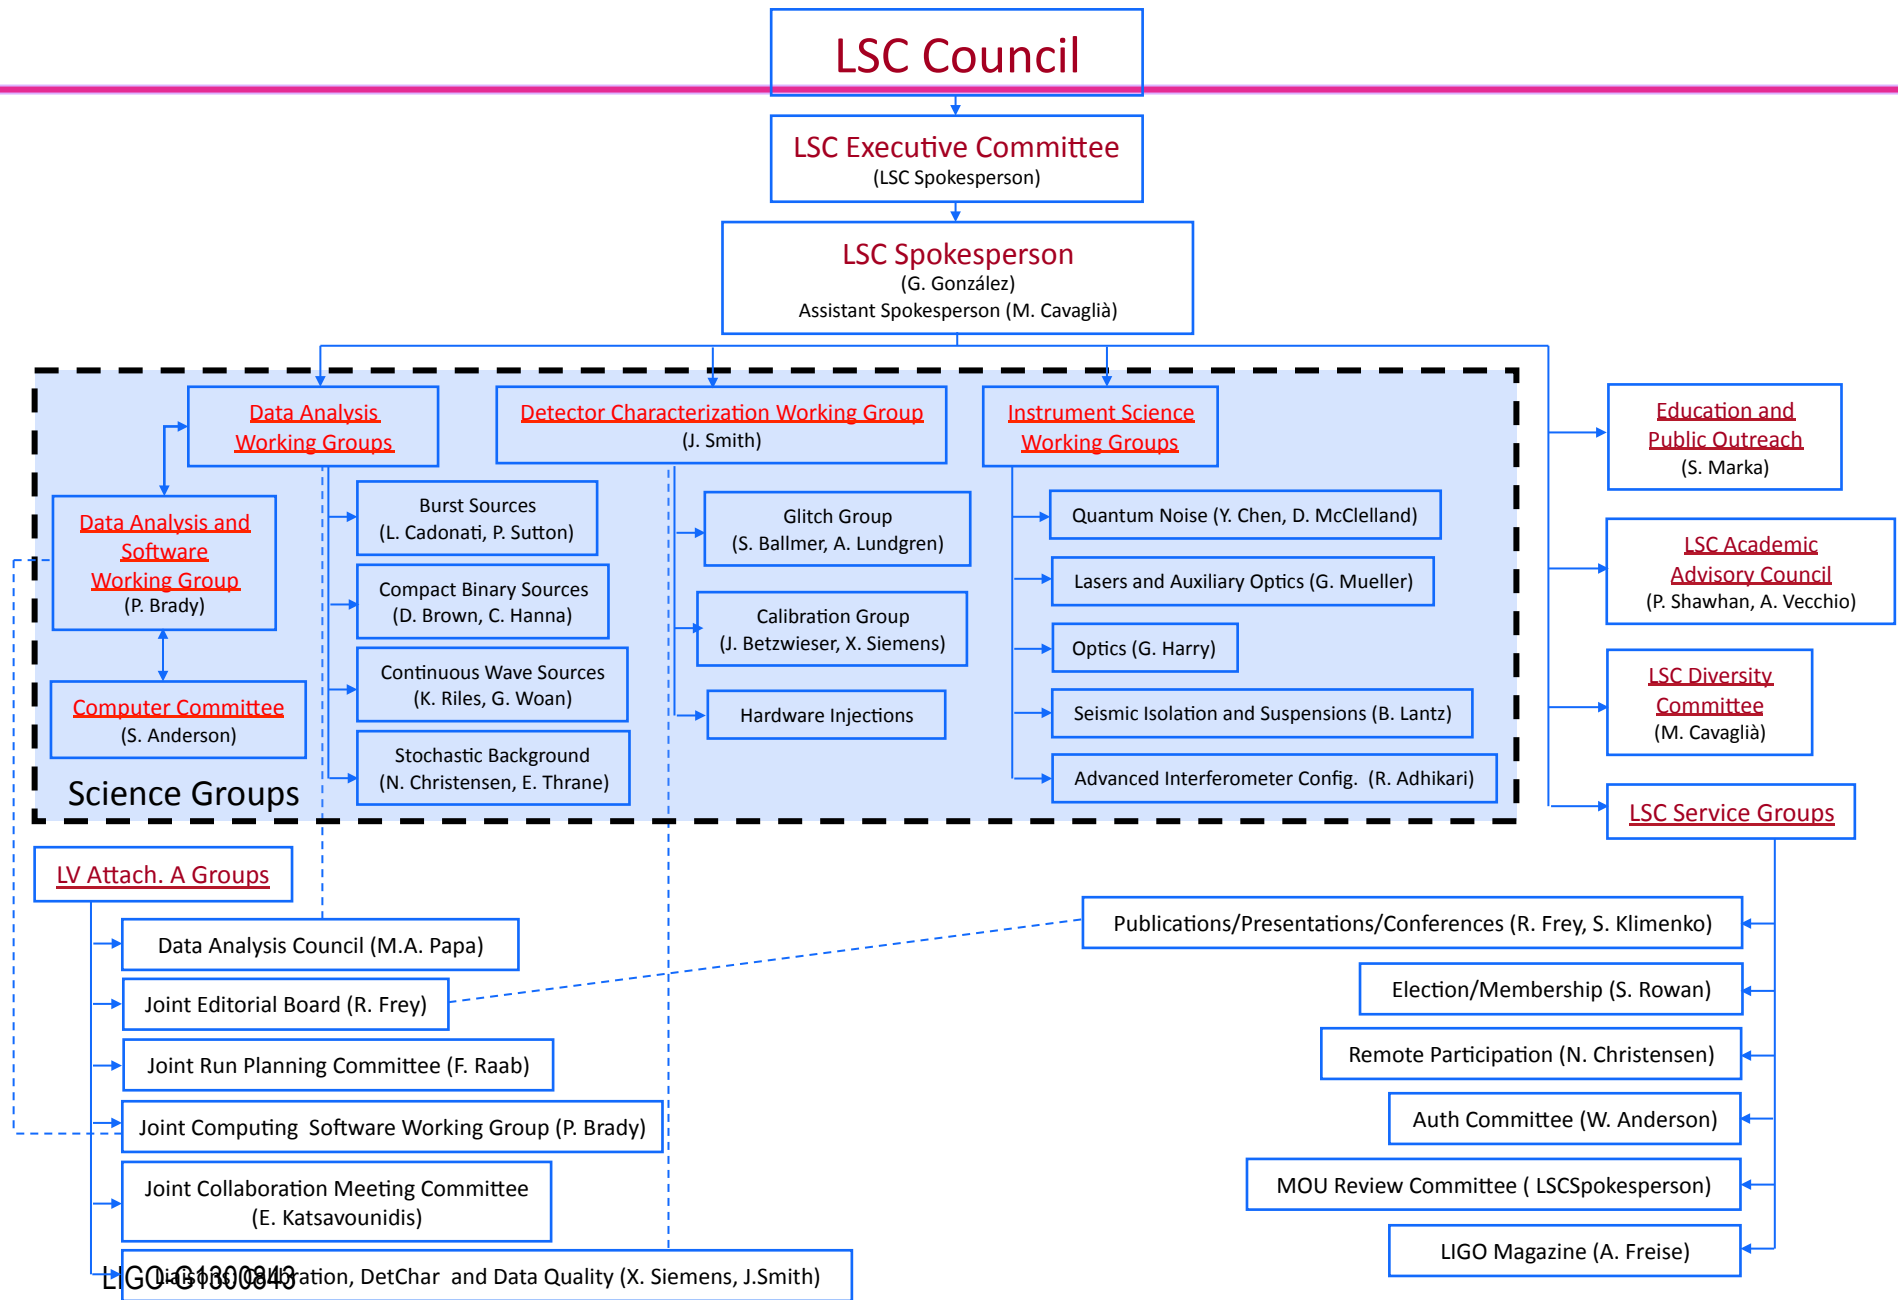 LSC Council
LSC Executive Committee
(LSC Spokesperson)
LSC Spokesperson
(G. González)
Assistant Spokesperson (M. Cavaglià)
Data Analysis
Working Groups
Detector Characterization Working Group
(J. Smith)
Instrument Science
Working Groups
Education and
Public Outreach
(S. Marka)
Data Analysis and
Software
Working Group
(P. Brady)
Computer Committee
(S. Anderson)
Burst Sources
(L. Cadonati, P. Sutton)
Compact Binary Sources
(D. Brown, C. Hanna)
Continuous Wave Sources
(K. Riles, G. Woan)
Stochastic Background
(N. Christensen, E. Thrane)
Glitch Group
(S. Ballmer, A. Lundgren)
Calibration Group
(J. Betzwieser, X. Siemens)
Hardware Injections
Quantum Noise (Y. Chen, D. McClelland)
Lasers and Auxiliary Optics (G. Mueller)
Optics (G. Harry)
Seismic Isolation and Suspensions (B. Lantz)
Advanced Interferometer Config. (R. Adhikari)
Science Groups
LSC Academic
Advisory Council
(P. Shawhan, A. Vecchio)
LSC Diversity
Committee
(M. Cavaglià)
LSC Service Groups
LV Attach. A Groups
Data Analysis Council (M.A. Papa)
Joint Editorial Board (R. Frey)
Joint Run Planning Committee (F. Raab)
Joint Computing Software Working Group (P. Brady)
Joint Collaboration Meeting Committee
(E. Katsavounidis)
Liaisons: Calibration, DetChar and Data Quality (X. Siemens, J.Smith)
Publications/Presentations/Conferences (R. Frey, S. Klimenko)
Election/Membership (S. Rowan)
Remote Participation (N. Christensen)
Auth Committee (W. Anderson)
MOU Review Committee ( LSCSpokesperson)
LIGO Magazine (A. Freise)
LIGO-G1300843